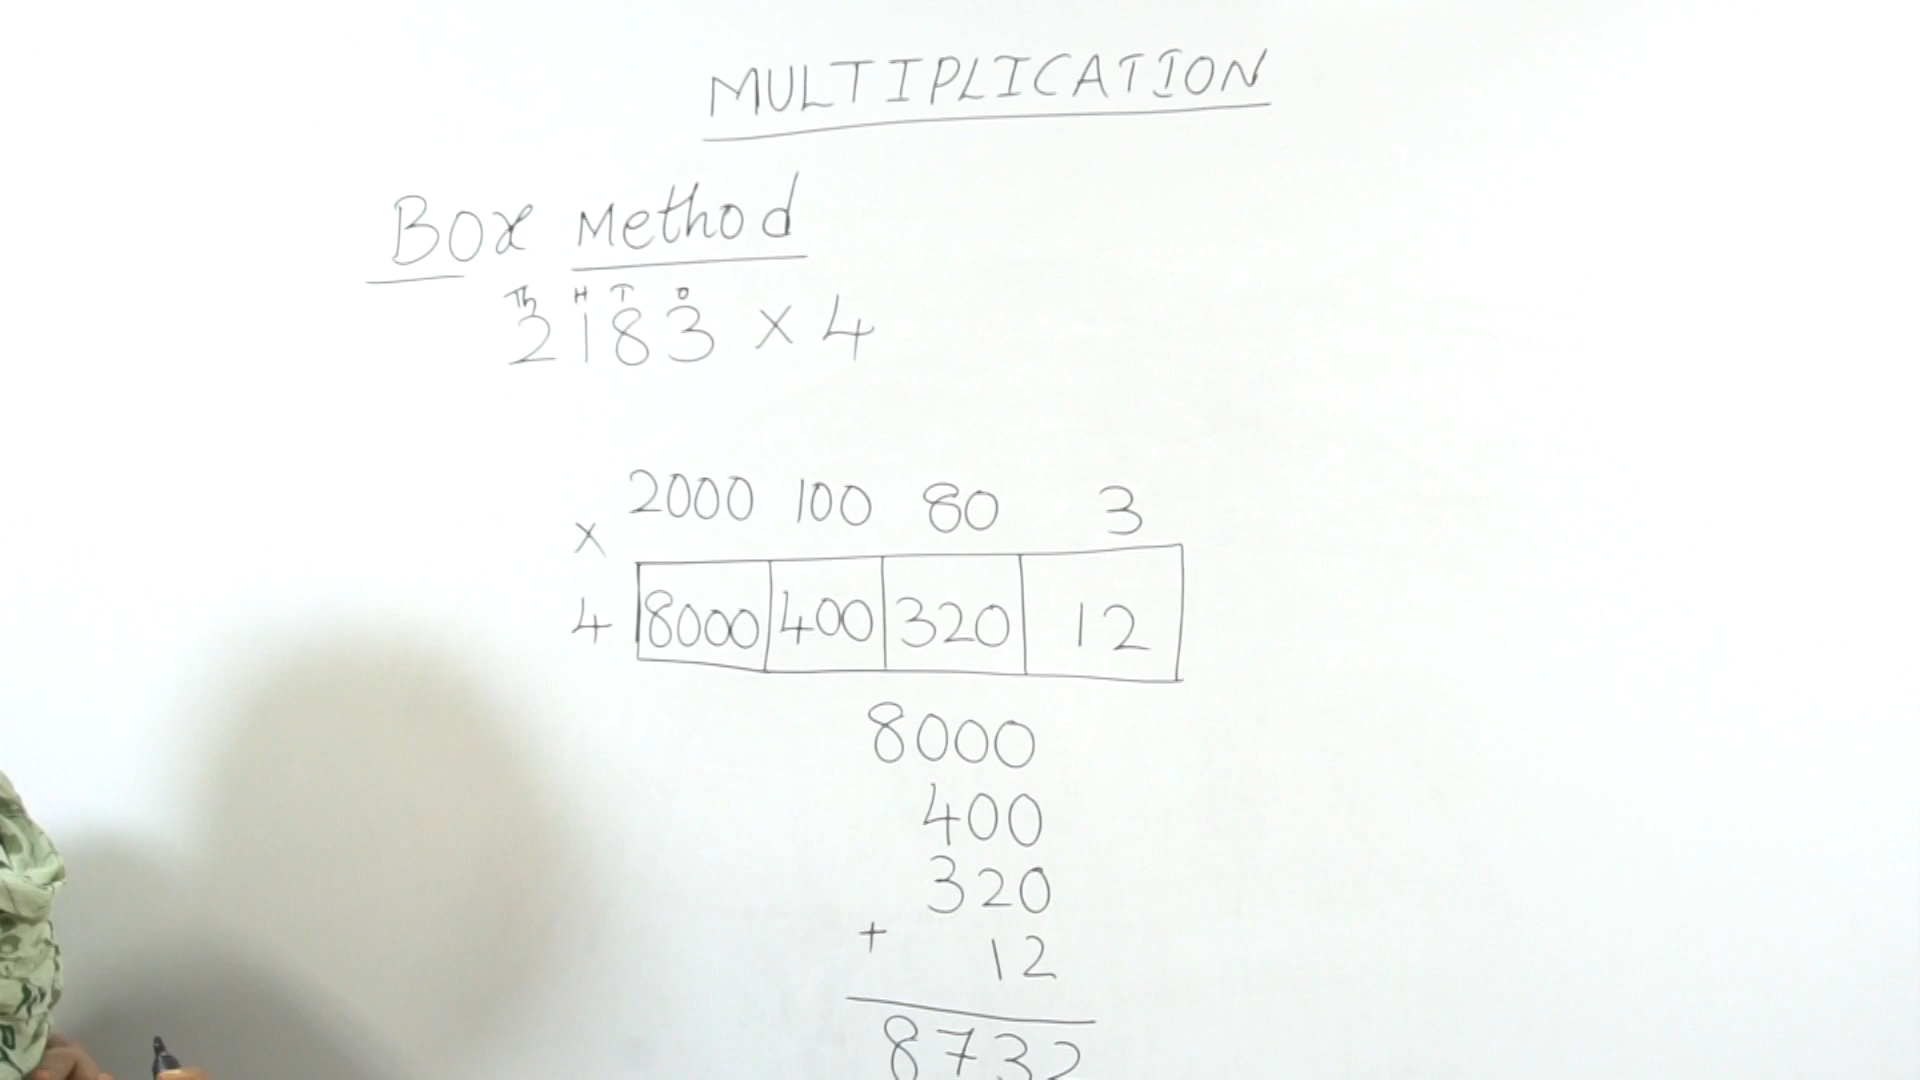 MULTIPLICATION
Box Method
Th H T O
2183 x 4
x 2000 100 80 3
4 8000 400 320 12
8000
400
320
+ 12
8732